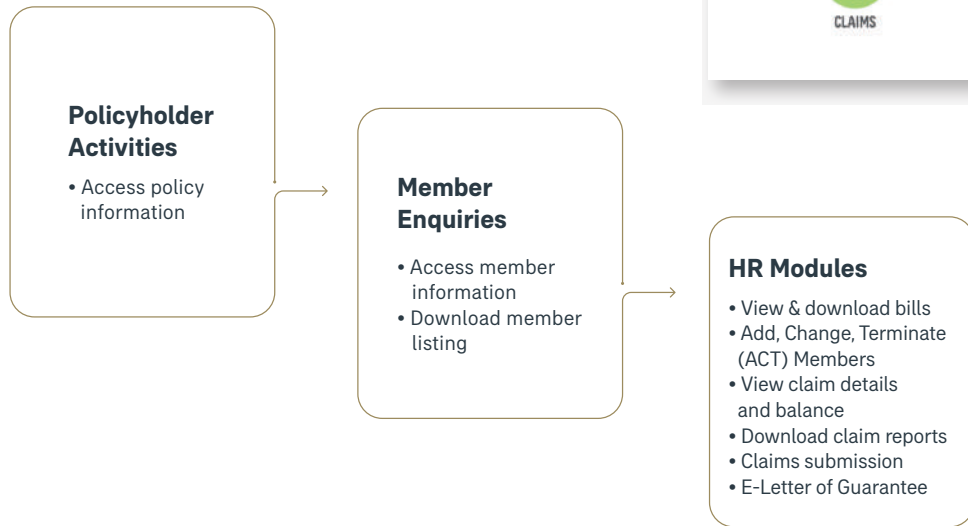 CLAIMS
Policyholder
Activities
• Access policy
information
Member
Enquiries
• Access member
information
• Download member
listing
HR Modules
• View & download bills
• Add, Change, Terminate
(ACT) Members
• View claim details
and balance
• Download claim reports
• Claims submission
• E-Letter of Guarantee